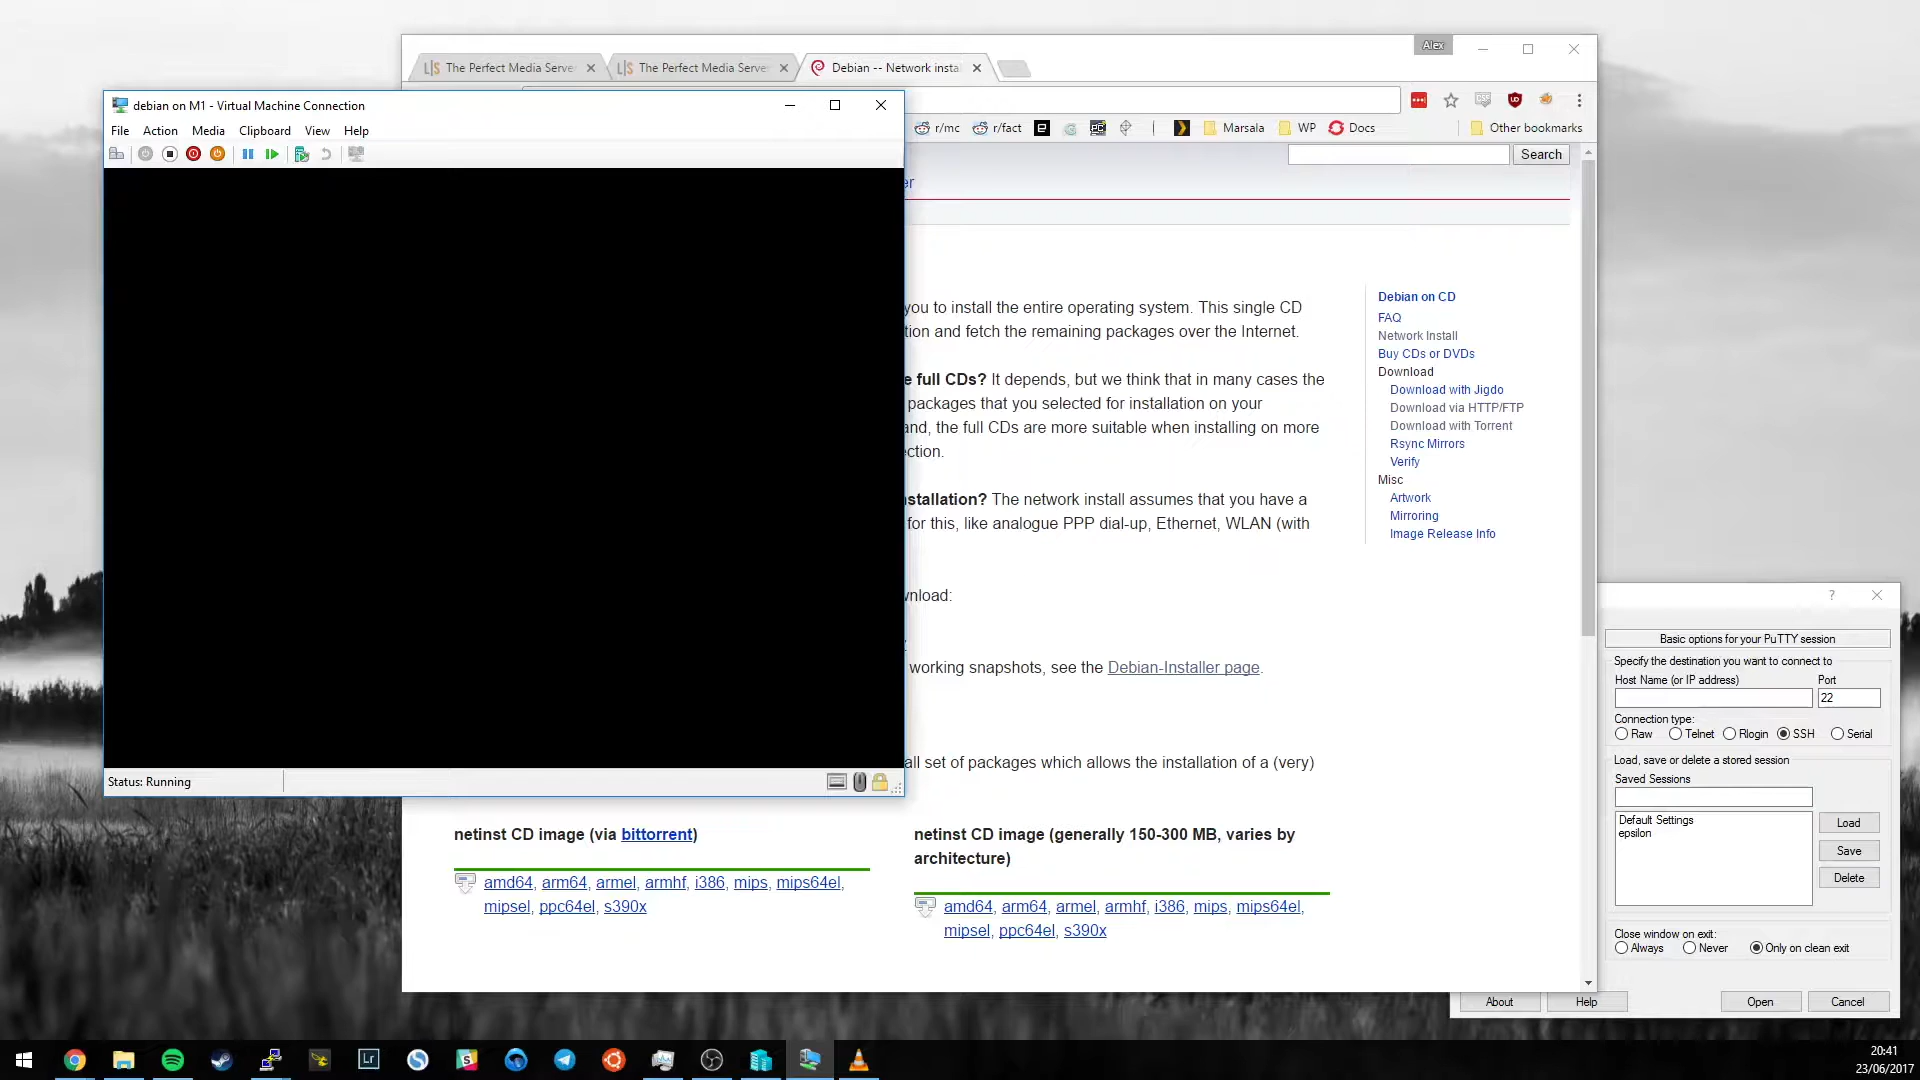 Alex
The Perfect Media Server
The Perfect Media Server
Debian -- Network insta
debian on M1 - Virtual Machine Connection
File Action Media Clipboard View Help
r/mc r/fact Marsala WP Docs Other bookmarks
Search
er
you to install the entire operating system. This single CD
tion and fetch the remaining packages over the Internet.
e full CDs? It depends, but we think that in many cases the
packages that you selected for installation on your
and, the full CDs are more suitable when installing on more
ection.
nstallation? The network install assumes that you have a
for this, like analogue PPP dial-up, Ethernet, WLAN (with
wnload:
working snapshots, see the Debian-Installer page.
all set of packages which allows the installation of a (very)
Debian on CD
FAQ
Network Install
Buy CDs or DVDs
Download
Download with Jigdo
Download via HTTP/FTP
Download with Torrent
Rsync Mirrors
Verify
Misc
Artwork
Mirroring
Image Release Info
Status: Running
netinst CD image (via bittorrent)
amd64, arm64, armel, armhf, i386, mips, mips64el,
mipsel, ppc64el, s390x
netinst CD image (generally 150-300 MB, varies by
architecture)
amd64, arm64, armel, armhf, i386, mips, mips64el,
mipsel, ppc64el, s390x
?
Basic options for your PuTTY session
Specify the destination you want to connect to
Host Name (or IP address) Port
22
Connection type:
Raw Telnet Rlogin SSH Serial
Load, save or delete a stored session
Saved Sessions
Default Settings
epsilon
Load
Save
Delete
Close window on exit:
Always Never Only on clean exit
About Help Open Cancel
Lr
20:41
23/06/2017